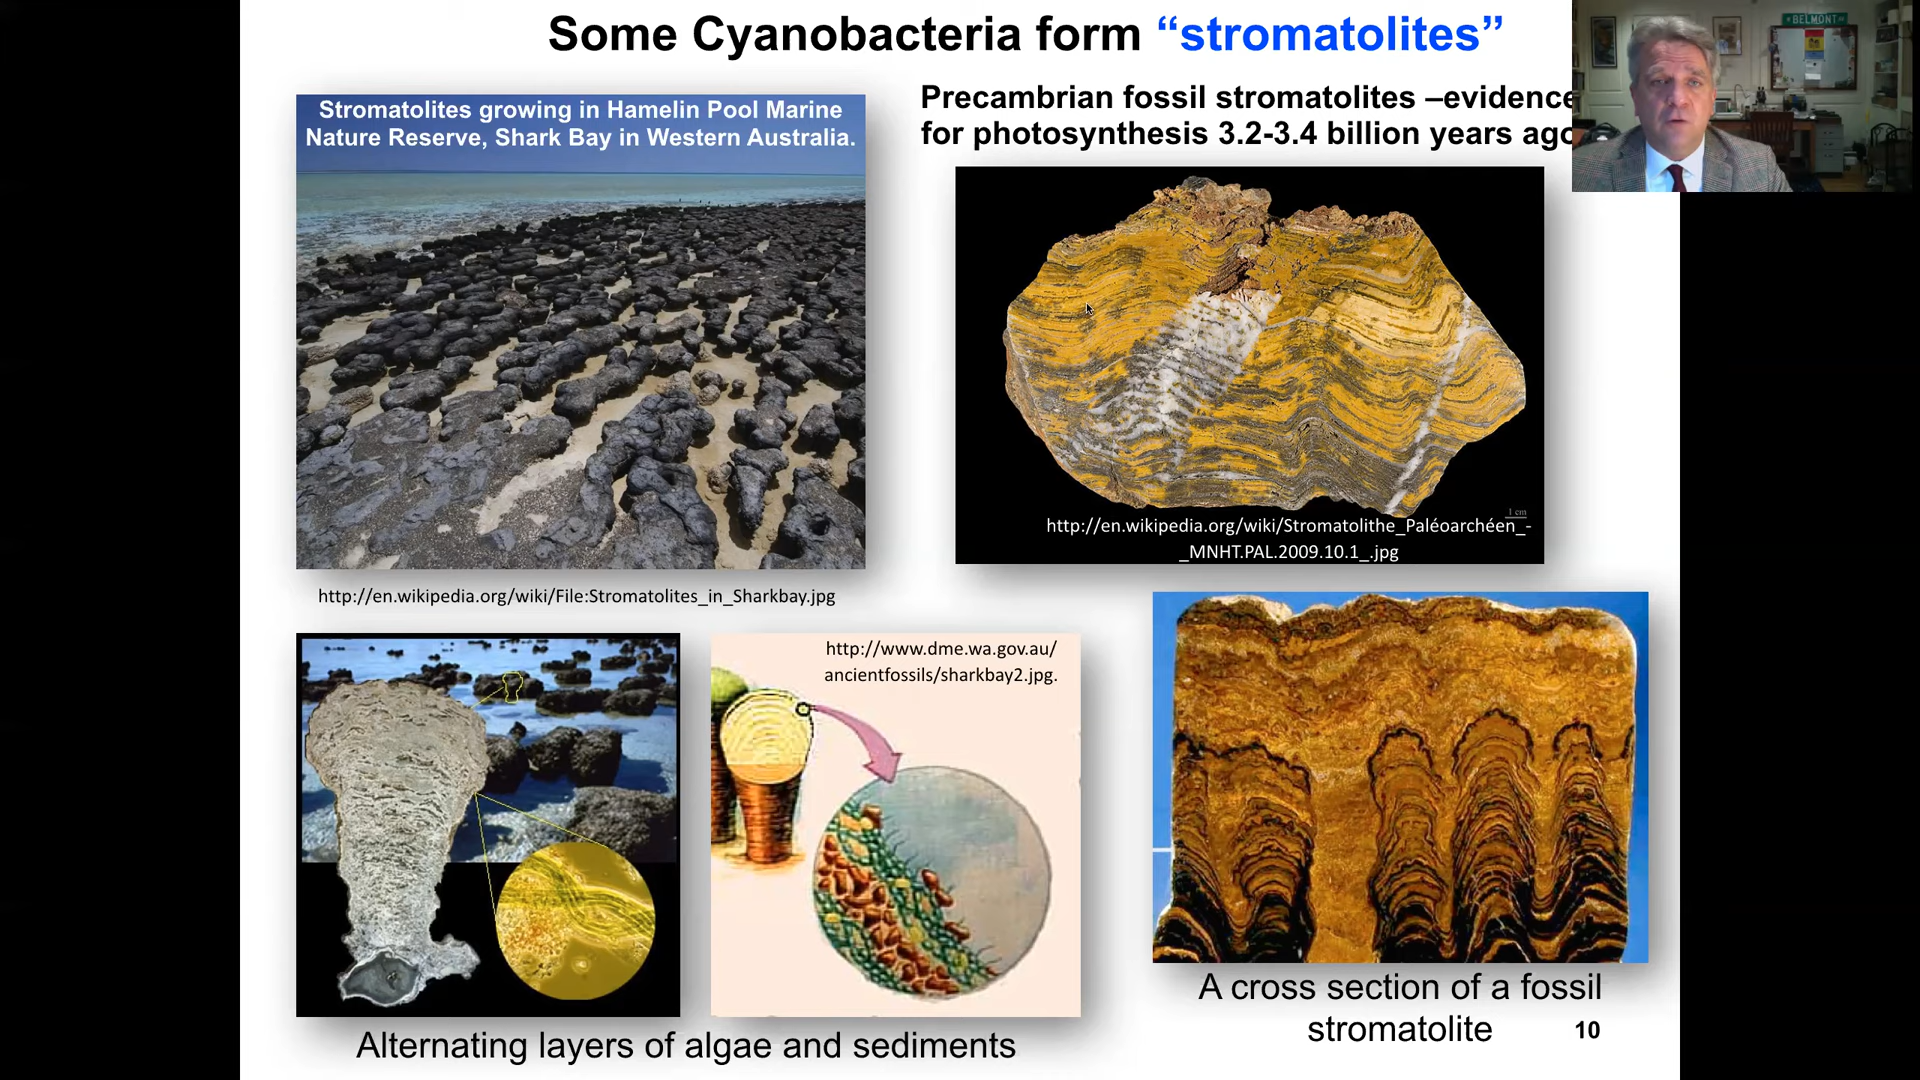 Some Cyanobacteria form “stromatolites”
Stromatolites growing in Hamelin Pool Marine
Nature Reserve, Shark Bay in Western Australia.
http://en.wikipedia.org/wiki/File:Stromatolites_in_Sharkbay.jpg
Precambrian fossil stromatolites –evidence
for photosynthesis 3.2-3.4 billion years ago
BELMONT
1 cm
http://en.wikipedia.org/wiki/Stromatolithe_Paléoarchéen_-
_MNHT.PAL.2009.10.1_.jpg
http://www.dme.wa.gov.au/
ancientfossils/sharkbay2.jpg.
Alternating layers of algae and sediments
A cross section of a fossil
stromatolite
10